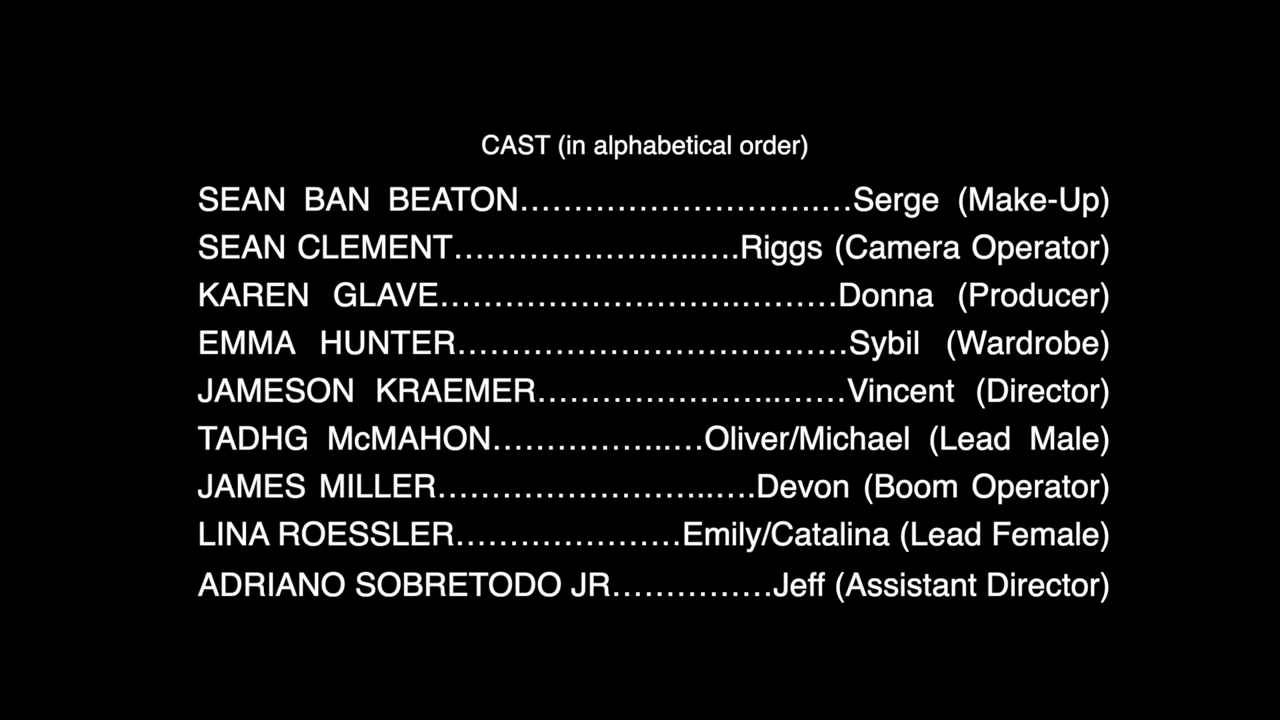 CAST (in alphabetical order)
SEAN BAN BEATON……………………….…Serge (Make-Up)
SEAN CLEMENT…………………..….Riggs (Camera Operator)
KAREN GLAVE……………………….………Donna (Producer)
EMMA HUNTER………………………………Sybil (Wardrobe)
JAMESON KRAEMER…………………..……Vincent (Director)
TADHG McMAHON……………..…Oliver/Michael (Lead Male)
JAMES MILLER……………………..….Devon (Boom Operator)
LINA ROESSLER…………………Emily/Catalina (Lead Female)
ADRIANO SOBRETODO JR……………Jeff (Assistant Director)